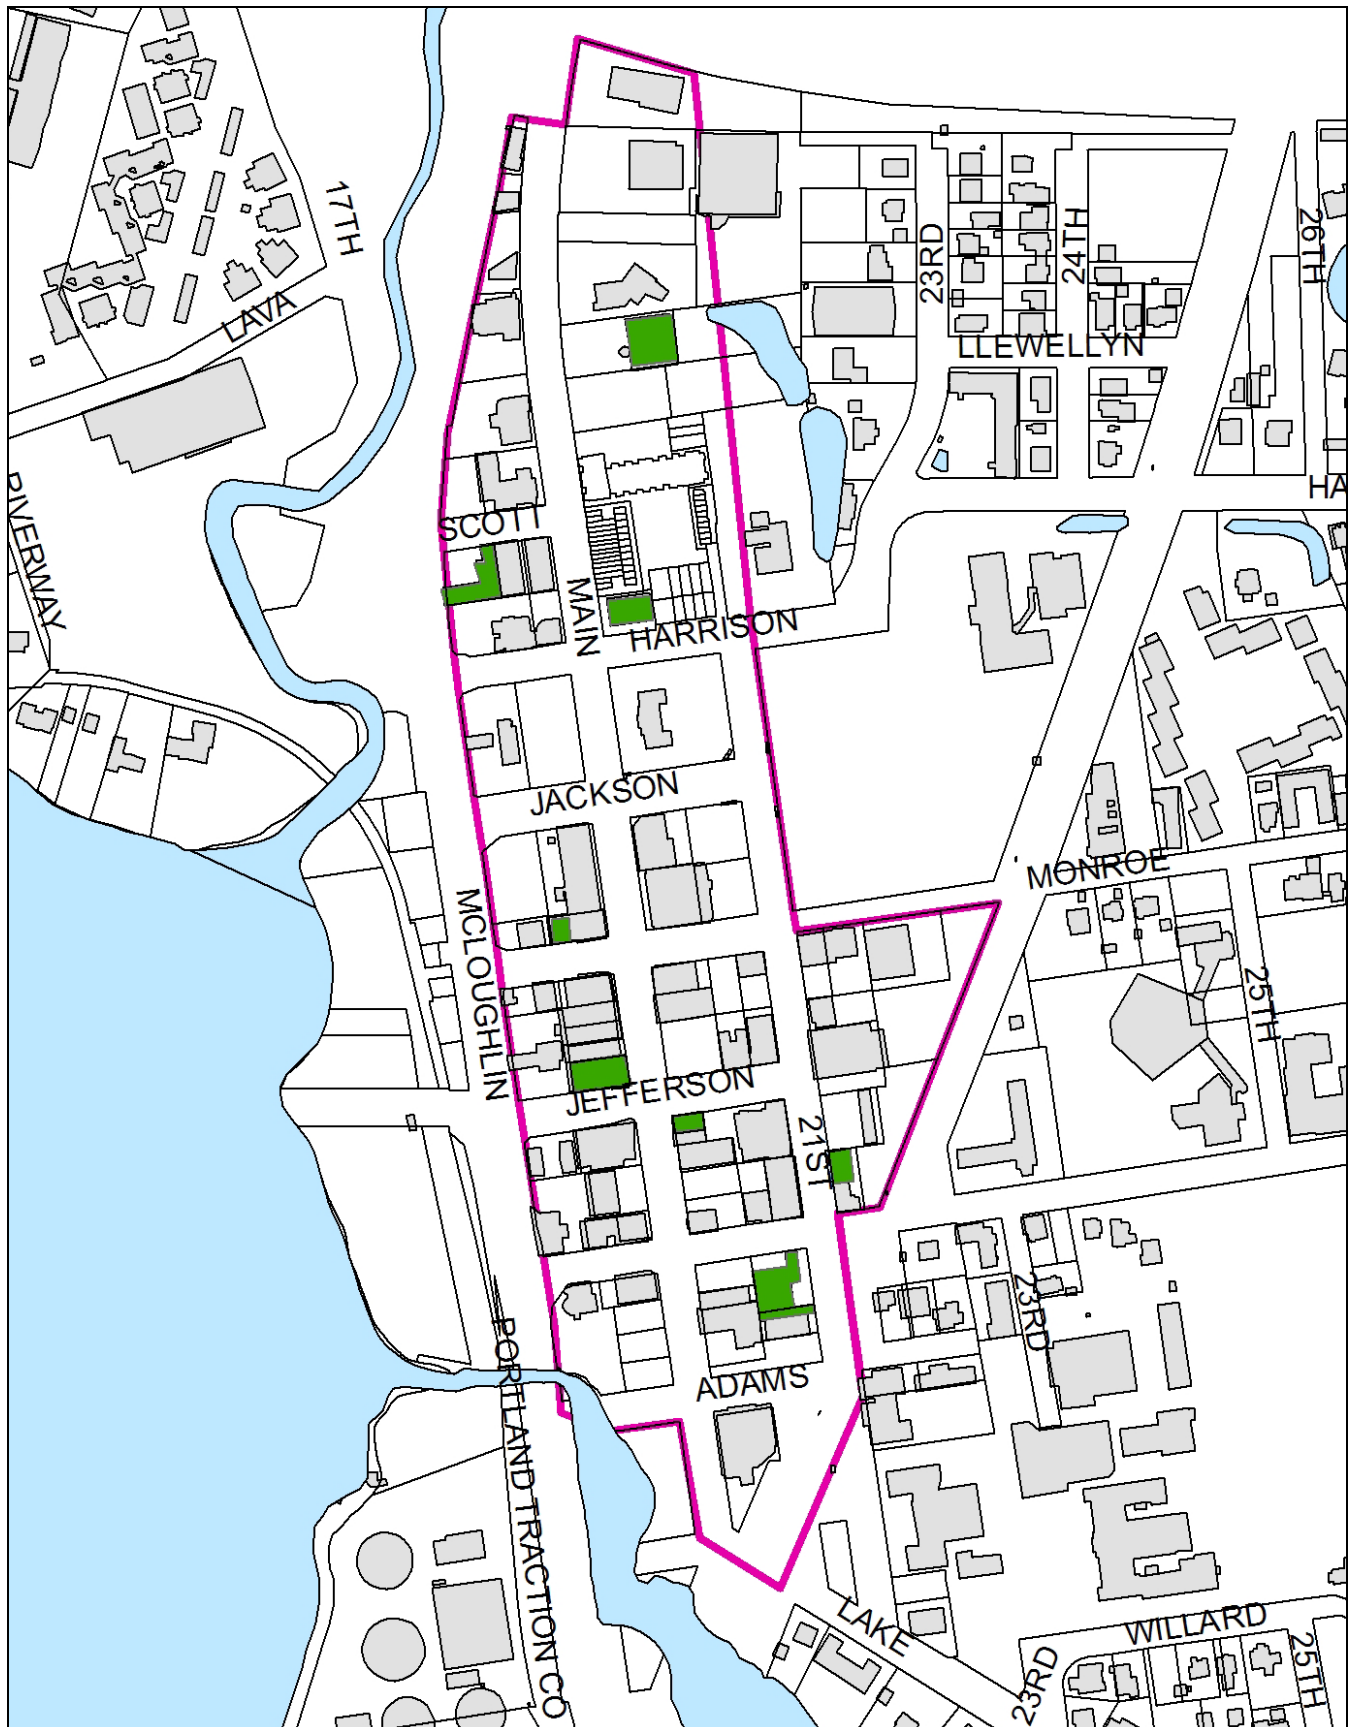 17TH
26TH
23RD
24TH
LAVA
LLEWELLYN
HA
RIVERWAY
SCOTT
MAIN
HARRISON
JACKSON
MONROE
MCLOUGHLIN
25TH
JEFFERSON
21ST
23RD
PORTLAND TRACTION CO
ADAMS
LAKE
WILLARD
23RD
25TH